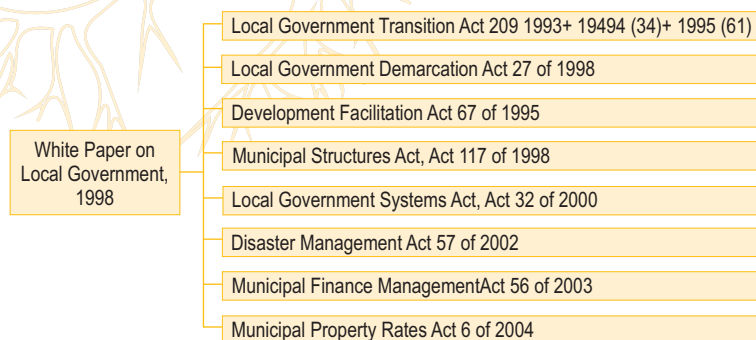 Local Government Transition Act 209 1993+ 19494 (34)+ 1995 (61)
Local Government Demarcation Act 27 of 1998
Development Facilitation Act 67 of 1995
White Paper on
Local Government,
1998
Municipal Structures Act, Act 117 of 1998
Local Government Systems Act, Act 32 of 2000
Disaster Management Act 57 of 2002
Municipal Finance ManagementAct 56 of 2003
Municipal Property Rates Act 6 of 2004